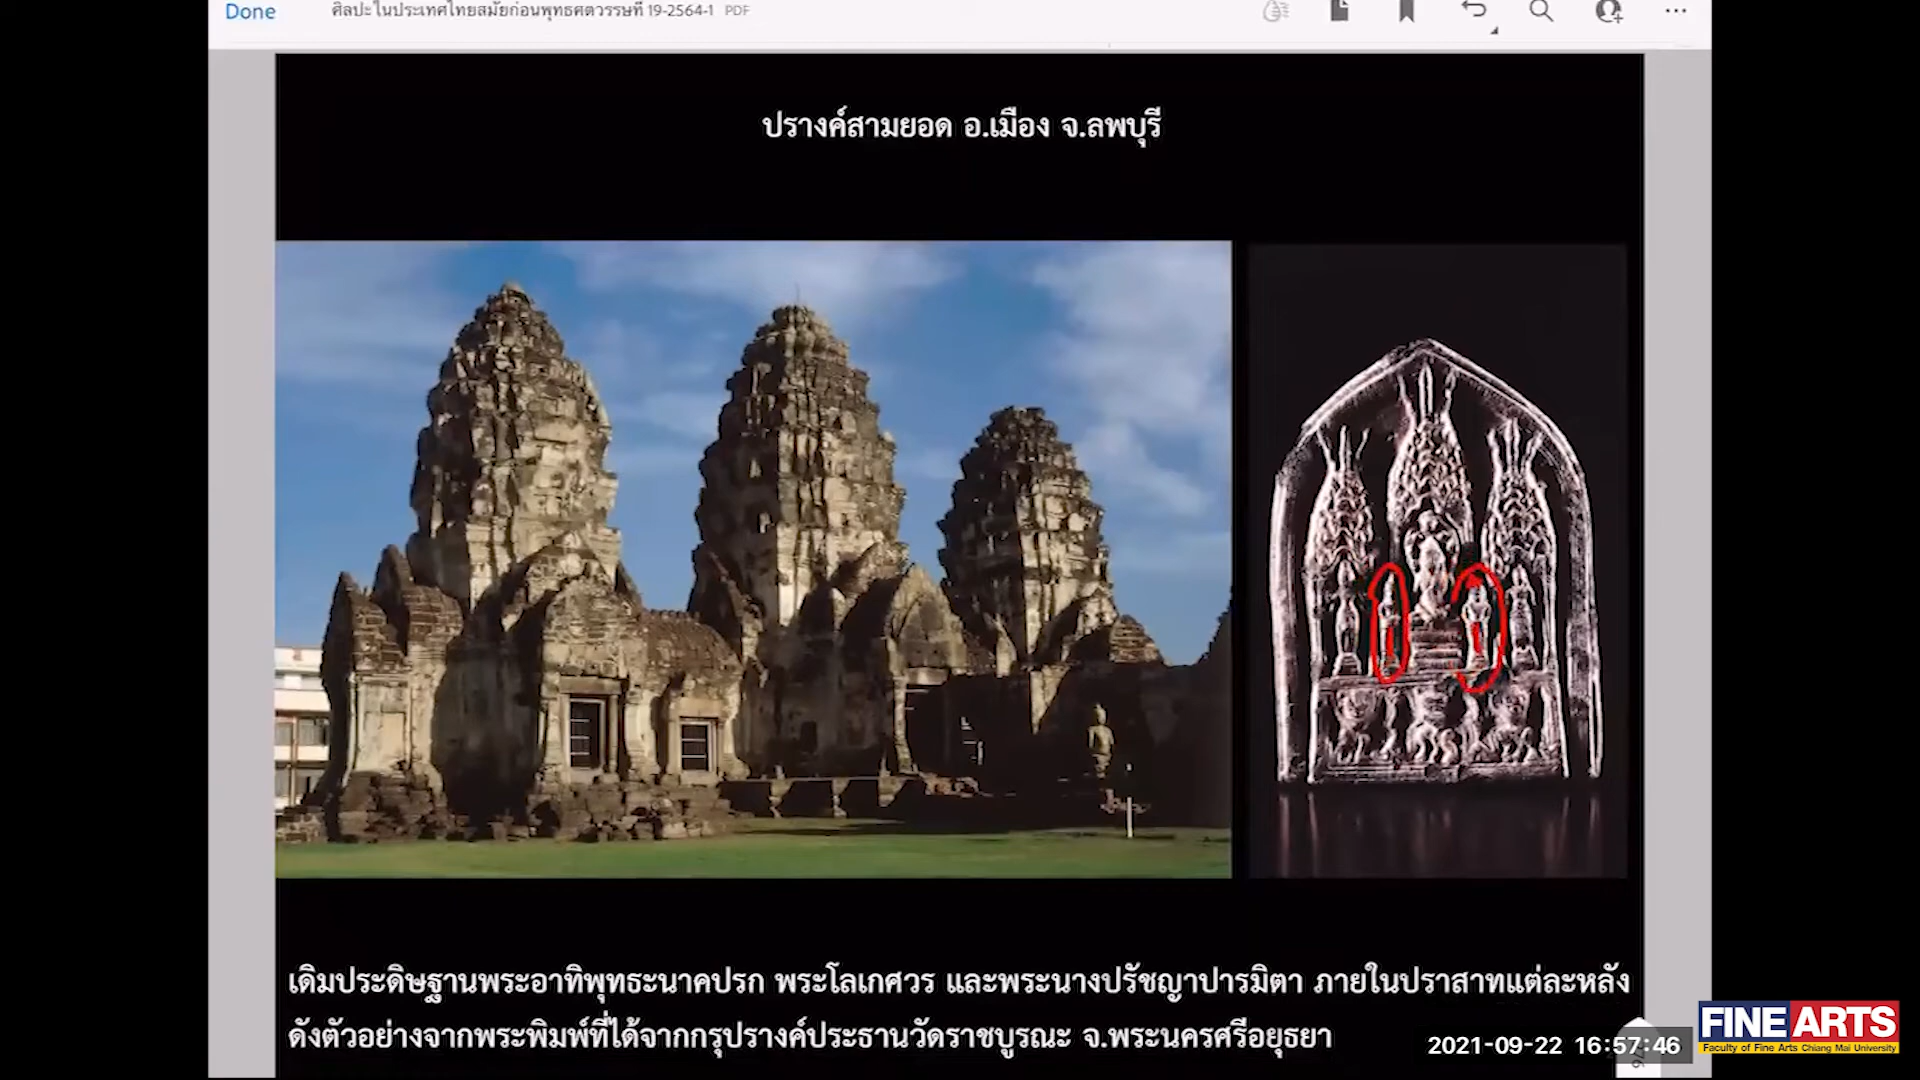 Done
ศิลปะในประเทศไทยสมัยก่อนพุทธศตวรรษที่ 19-2564-1 PDF
ปรางค์สามยอด อ.เมือง จ.ลพบุรี
เดิมประดิษฐานพระอาทิพุทธะนาคปรก พระโลเกศวร และพระนางปรัชญาปารมิตา ภายในปราสาทแต่ละหลัง
ดังตัวอย่างจากพระพิมพ์ที่ได้จากกรุปรางค์ประธานวัดราชบูรณะ จ.พระนครศรีอยุธยา
2021-09-22 16:57:46
FINE ARTS
Faculty of Fine Arts Chiang Mai University